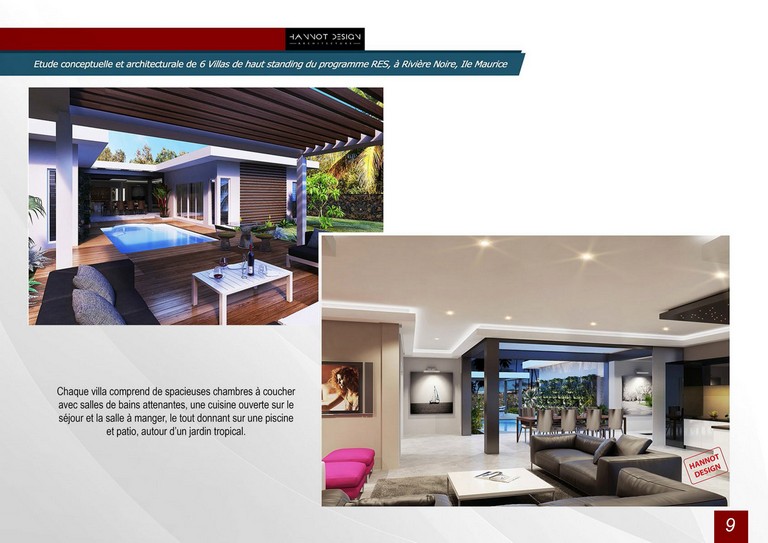 HANNOT DESIGN
ARCHITECTURE
Etude conceptuelle et architecturale de 6 Villas de haut standing du programme RES, à Rivière Noire, Ile Maurice
Chaque villa comprend de spacieuses chambres à coucher
avec salles de bains attenantes, une cuisine ouverte sur le
séjour et la salle à manger, le tout donnant sur une piscine
et patio, autour d'un jardin tropical.
HANNOT
DESIGN
9